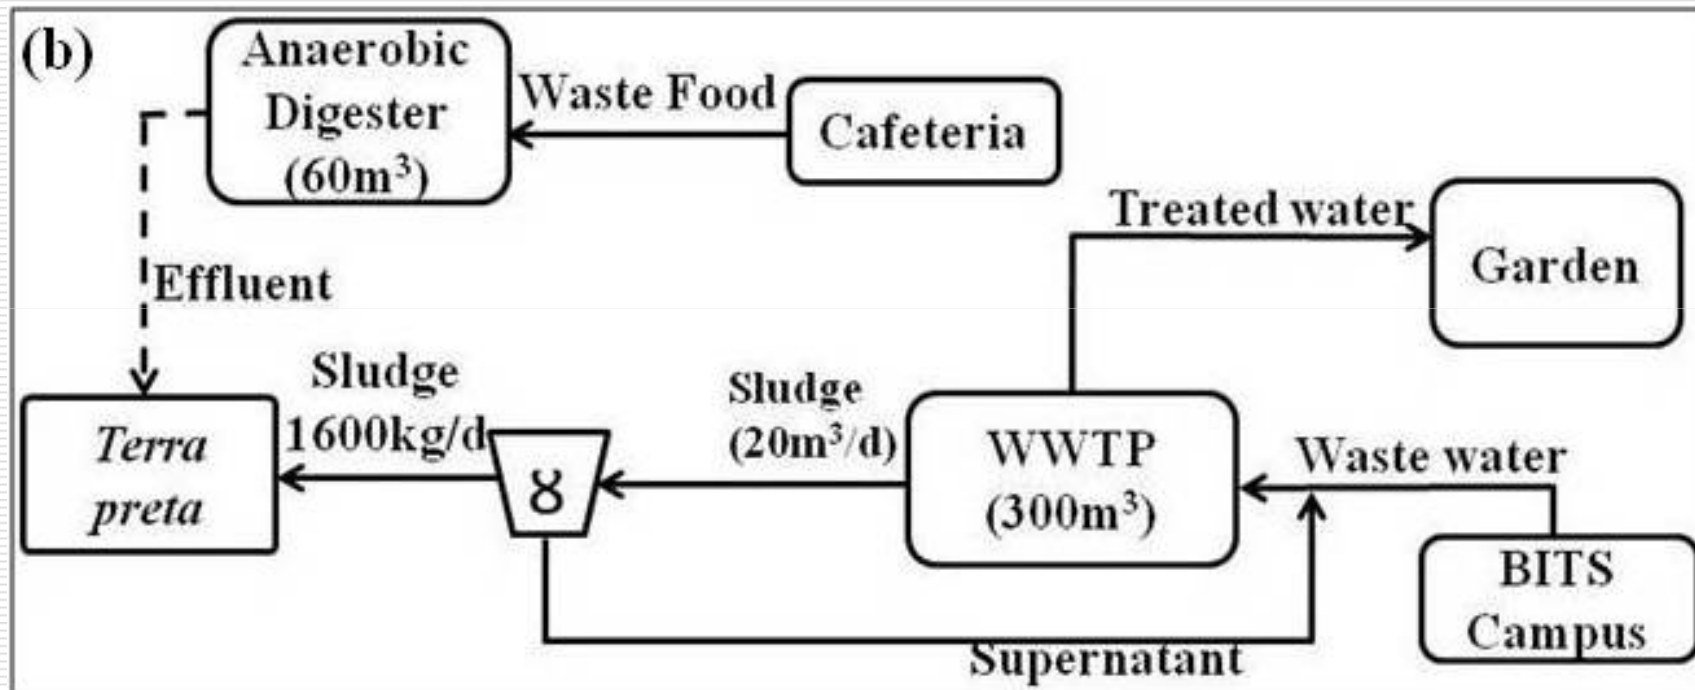 (b)
Anaerobic
Digester
(60m³)
Waste Food
Cafeteria
Treated water
Garden
Effluent
Sludge
1600kg/d
Sludge
(20m³/d)
WWTP
(300m³)
Waste water
Terra
preta
BITS
Campus
Supernatant